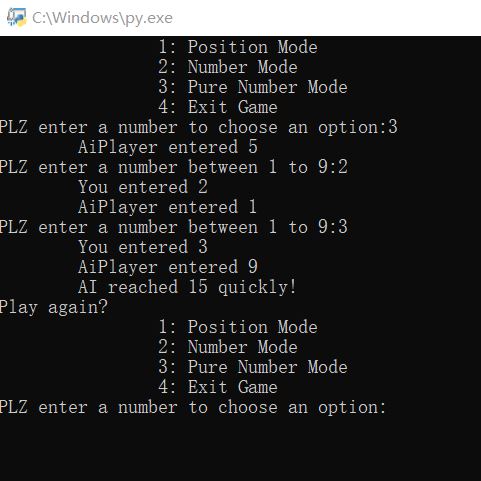 C:\Windows\py.exe
1: Position Mode
2: Number Mode
3: Pure Number Mode
4: Exit Game
PLZ enter a number to choose an option:3
AiPlayer entered 5
PLZ enter a number between 1 to 9:2
You entered 2
AiPlayer entered 1
PLZ enter a number between 1 to 9:3
You entered 3
AiPlayer entered 9
AI reached 15 quickly!
Play again?
1: Position Mode
2: Number Mode
3: Pure Number Mode
4: Exit Game
PLZ enter a number to choose an option: